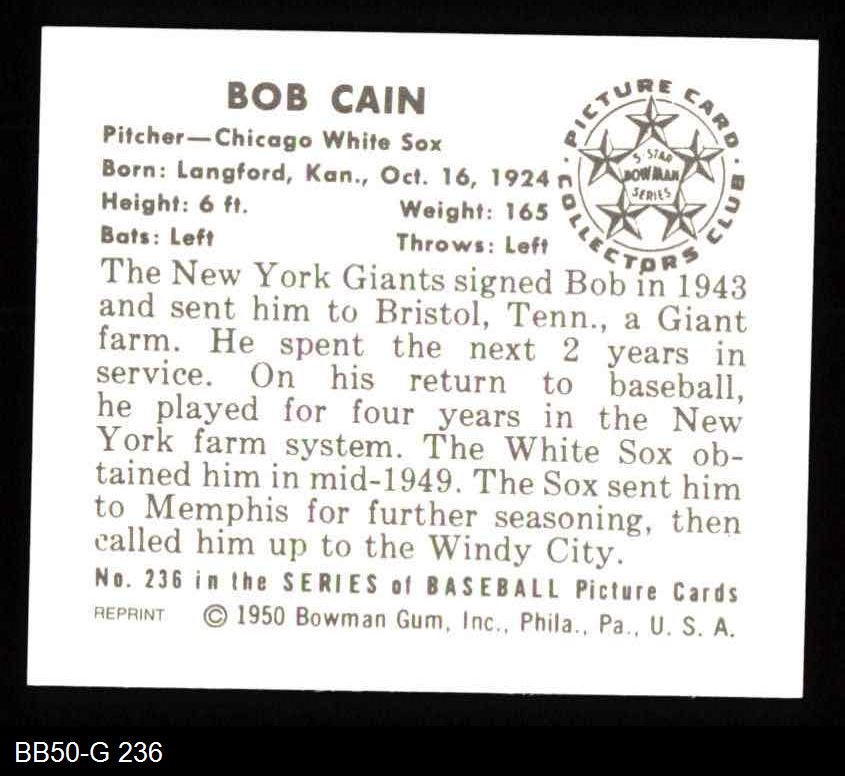 BOB CAIN
Pitcher—Chicago White Sox
Born: Langford, Kan., Oct. 16, 1924
Height: 6 ft. Weight: 165
Bats: Left Throws: Left
PICTURE CARD COLLECTORS CLUB
5 STAR
BOWMAN
SERIES
The New York Giants signed Bob in 1943
and sent him to Bristol, Tenn., a Giant
farm. He spent the next 2 years in
service. On his return to baseball,
he played for four years in the New
York farm system. The White Sox ob-
tained him in mid-1949. The Sox sent him
to Memphis for further seasoning, then
called him up to the Windy City.
No. 236 in the SERIES of BASEBALL Picture Cards
REPRINT © 1950 Bowman Gum, Inc., Phila., Pa., U. S. A.
BB50-G 236